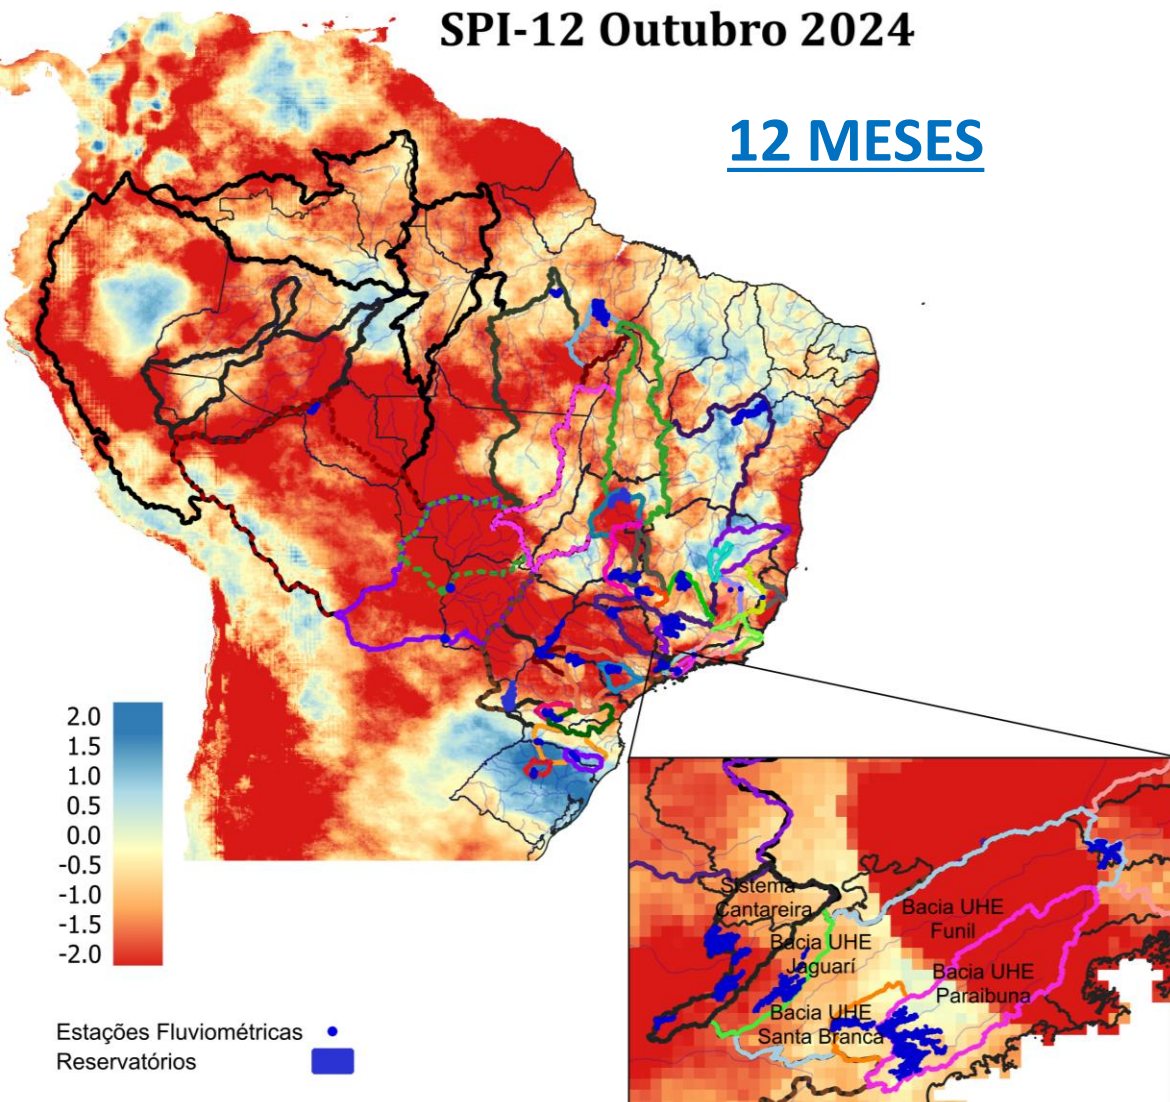 SPI-12 Outubro 2024
12 MESES
2.0
1.5
1.0
0.5
0.0
-0.5
-1.0
-1.5
-2.0
Estações Fluviométricas
Reservatórios
Sistema
Cantareira
Bacia UHE
Funil
Bacia UHE
Jaguarí
Bacia UHE
Paraibuna
Bacia UHE
Santa Branca